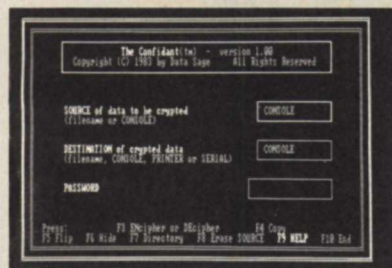 The Confidant(tm) - version 1.00
Copyright (C) 1983 by Data Sage All Rights Reserved
SOURCE of data to be crypted
(filename or CONSOLE)
CONSOLE
DESTINATION of crypted data
(filename, CONSOLE, PRINTER or SERIAL)
CONSOLE
PASSWORD
Press: F3 ENcipher or DEcipher F4 Copy
F5 Flip F6 Hide F7 Directory F8 Erase SOURCE F9 HELP F10 End